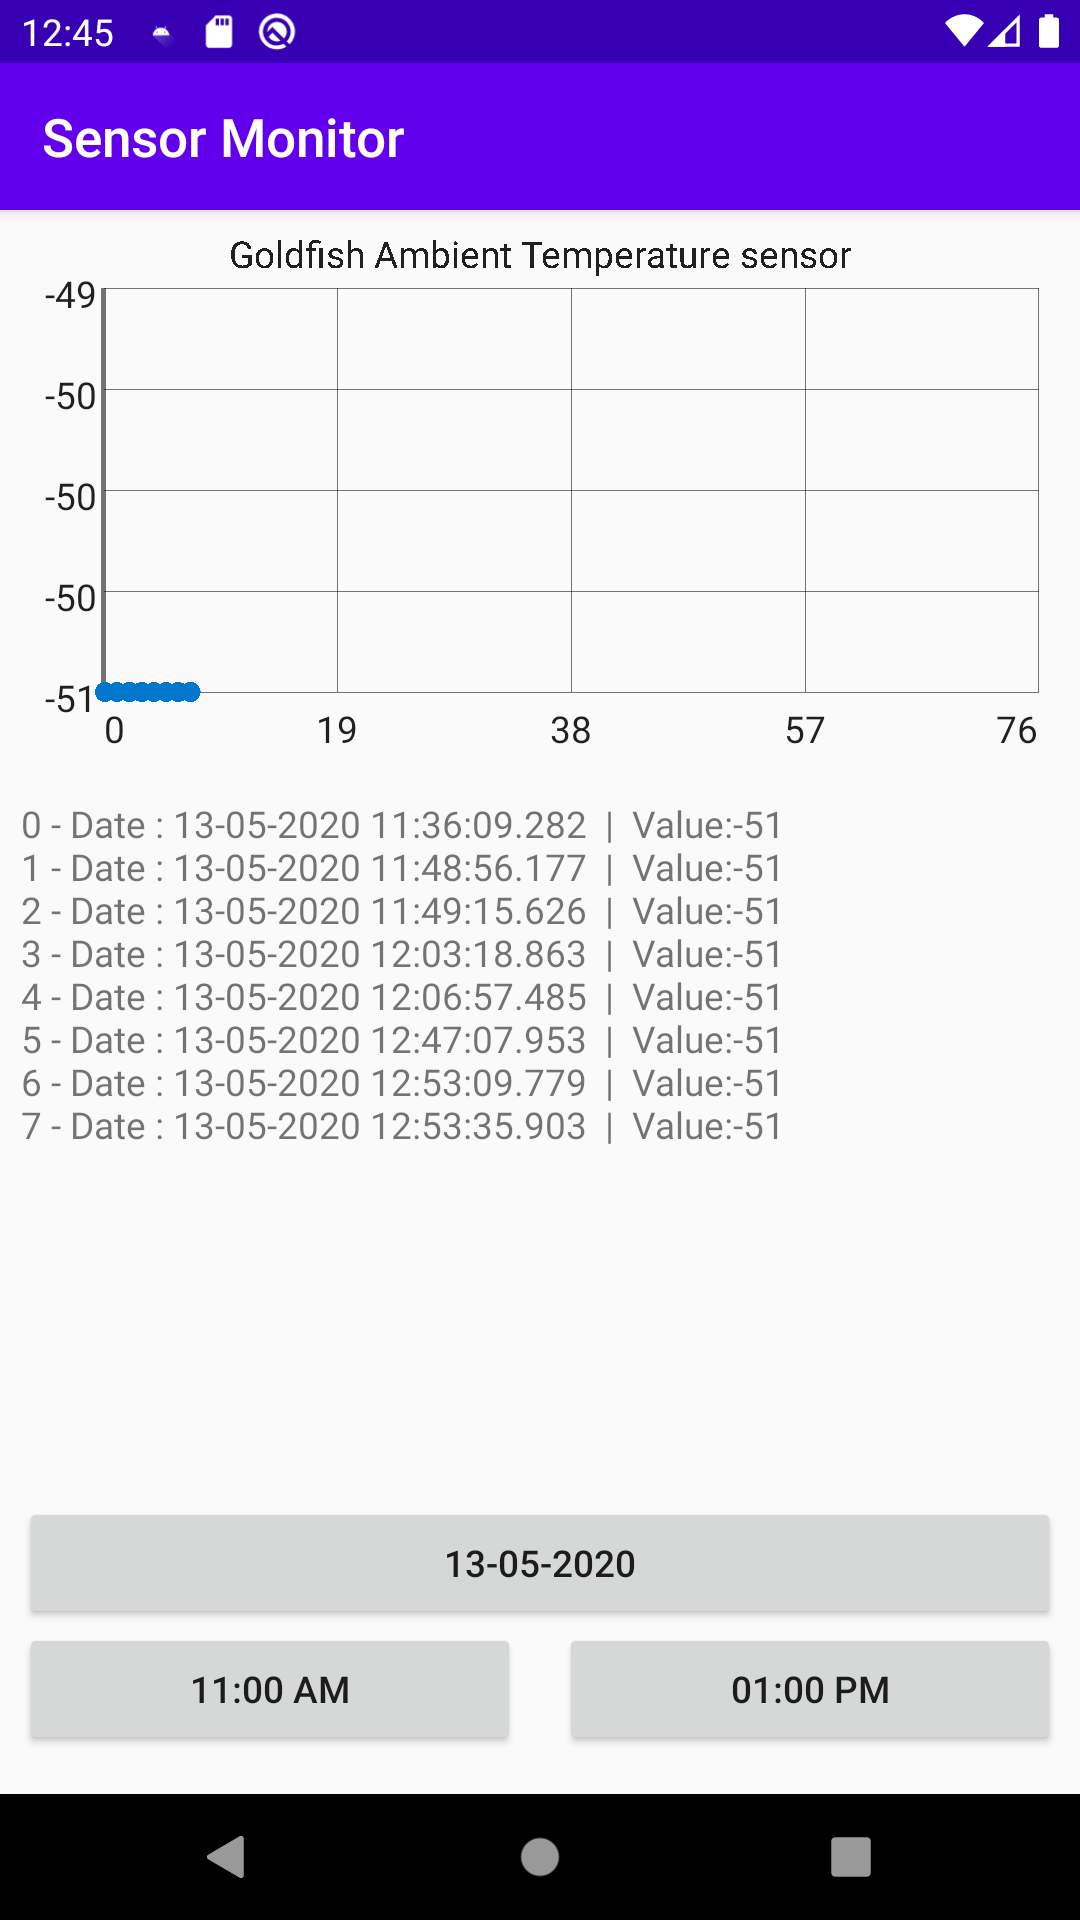 12:45
Sensor Monitor
Goldfish Ambient Temperature sensor
-49
-50
-50
-50
-51
0 19 38 57 76
0 - Date : 13-05-2020 11:36:09.282 | Value:-51
1 - Date : 13-05-2020 11:48:56.177 | Value:-51
2 - Date : 13-05-2020 11:49:15.626 | Value:-51
3 - Date : 13-05-2020 12:03:18.863 | Value:-51
4 - Date : 13-05-2020 12:06:57.485 | Value:-51
5 - Date : 13-05-2020 12:47:07.953 | Value:-51
6 - Date : 13-05-2020 12:53:09.779 | Value:-51
7 - Date : 13-05-2020 12:53:35.903 | Value:-51
13-05-2020
11:00 AM 01:00 PM